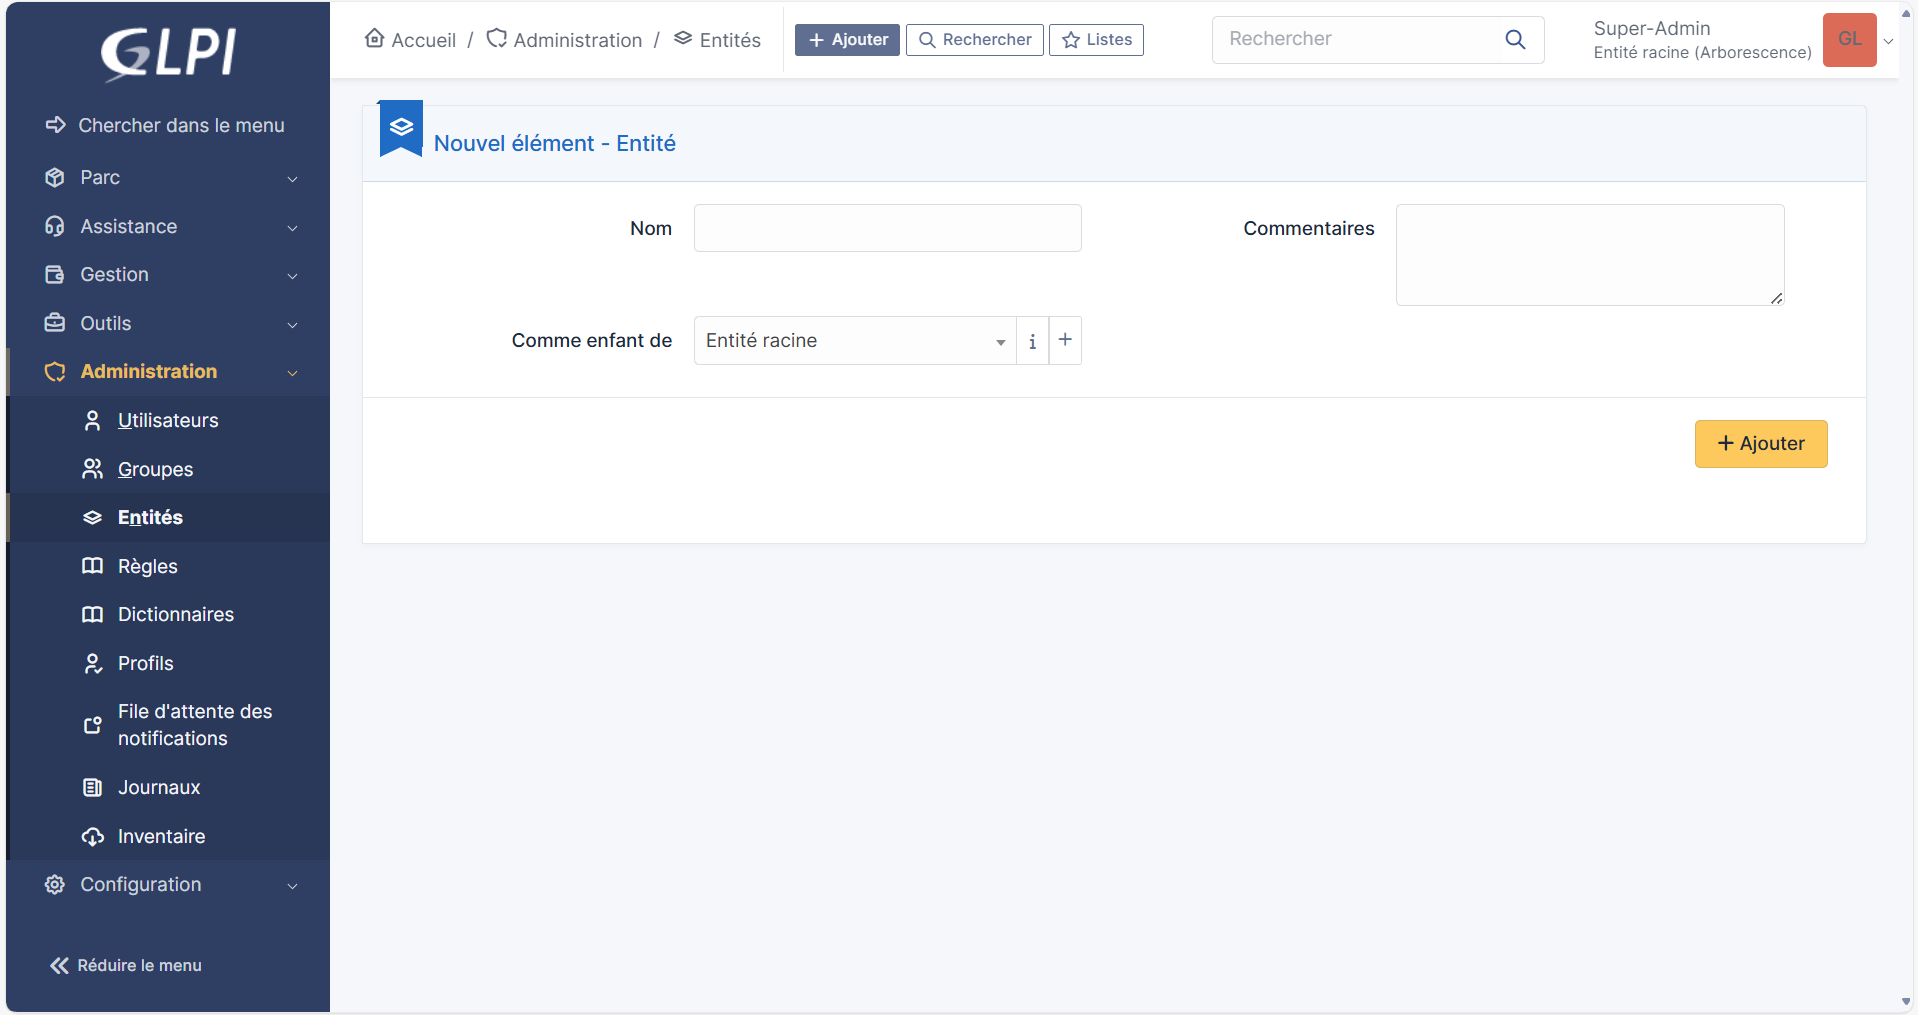 GLPI
Chercher dans le menu
Parc
Assistance
Gestion
Outils
Administration
Utilisateurs
Groupes
Entités
Règles
Dictionnaires
Profils
File d'attente des
notifications
Journaux
Inventaire
Configuration
Réduire le menu
Accueil / Administration / Entités
+ Ajouter
Rechercher
Listes
Rechercher
Super-Admin
Entité racine (Arborescence)
GL
Nouvel élément - Entité
Nom
Commentaires
Comme enfant de
Entité racine
i
+
+ Ajouter